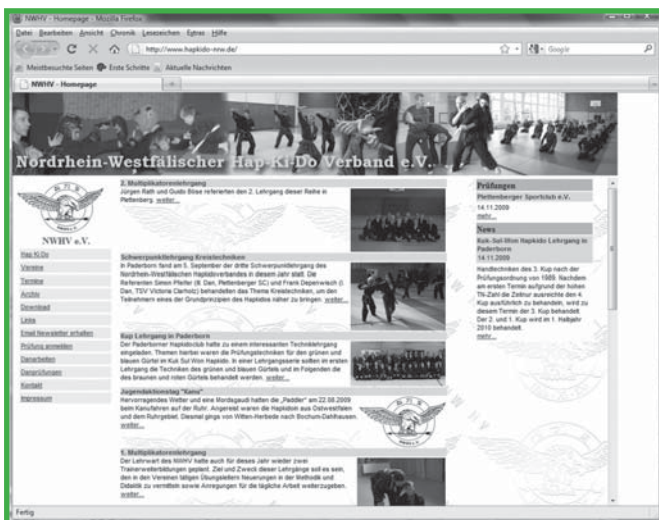 NWHV - Homepage - Mozilla Firefox
Datei Bearbeiten Ansicht Chronik Lesezeichen Extras Hilfe
http://www.hapkido-nrw.de/
Google
Meistbesuchte Seiten Erste Schritte Aktuelle Nachrichten
NWHV - Homepage
Nordrhein-Westfälischer Hap-Ki-Do Verband e.V.
NWHV e.V.
Hap Ki Do
Vereine
Termine
Archiv
Download
Links
Email Newsletter erhalten
Prüfung anmelden
Danarbeiten
Danprüfungen
Kontakt
Impressum
2. Multiplikatorenlehrgang
Jürgen Rath und Guido Böse referierten den 2. Lehrgang dieser Reihe in
Plettenberg. weiter...
Schwerpunktlehrgang Kreistechniken
In Paderborn fand am 5. September der dritte Schwerpunktlehrgang des
Nordrhein-Westfälischen Hapkidoverbandes in diesem Jahr statt. Die
Referenten Simon Pfeifer (6. Dan, Plettenberger SC) und Frank Depenwisch (I.
Dan, TSV Victoria Clarholz) behandelten das Thema Kreistechniken, um den
Teilnehmern eines der Grundprinzipien des Hapkidos näher zu bringen. weiter...
Kup Lehrgang in Paderborn
Der Paderborner Hapkidoclub hatte zu einem interessanten Techniklehrgang
eingeladen. Themen hierbei waren die Prüfungstechniken für den grünen und
blauen Gürtel im Kuk Sul Won Hapkido. In einer Lehrgangsserie sollten im ersten
Lehrgang die Techniken des grünen und blauen Gürtels und im Folgenden die
des braunen und roten Gürtels behandelt werden. weiter...
Jugendaktionstag "Kanu"
Hervorragendes Wetter und eine Mordsgaudi hatten die „Paddler" am 22.08.2009
beim Kanufahren auf der Ruhr. Angereist waren die Hapkidoin aus Ostwestfalen
und dem Ruhrgebiet. Diesmal gings von Witten-Herbede nach Bochum-Dahlhausen.
weiter...
NWHV e.V.
1. Multiplikatorenlehrgang
Der Lehrwart des NWHV hatte auch für dieses Jahr wieder zwei
Trainerweiterbildungen geplant. Ziel und Zweck dieser Lehrgänge soll es sein,
den in den Vereinen tätigen Übungsleitern Neuerungen in der Methodik und
Didaktik zu vermitteln sowie Anregungen für die tägliche Arbeit weiterzugeben.
weiter...
Prüfungen
Plettenberger Sportclub e.V.
14.11.2009
mehr...
News
Kuk-Sul-Won Hapkido Lehrgang in
Paderborn
14.11.2009
Handtechniken des 3. Kup nach der
Prüfungsordnung von 1989. Nachdem
am ersten Termin aufgrund der hohen
TN-Zahl die Zeit nur ausreichte den 4.
Kup ausführlich zu behandeln, wird zu
diesem Termin der 3. Kup behandelt.
Der 2. und 1. Kup wird im 1. Halbjahr
2010 behandelt.
mehr...
Fertig